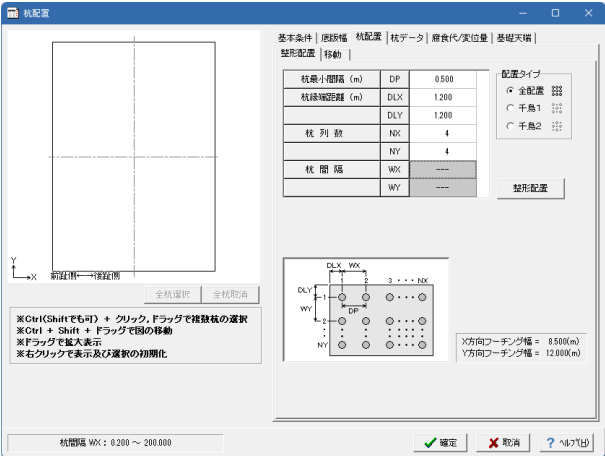 杭配置
基本条件 底版幅 杭配置 杭データ 腐食代/変位量 基礎天端
整形配置 移動
杭最小間隔 (m) DP 0.500
杭縁端距離 (m) DLX 1.200
DLY 1.200
杭 列 数 NX 4
NY 4
杭 間 隔 WX ---
WY ---
配置タイプ
全配置
千鳥1
千鳥2
整形配置
Y
X 前趾側←→後趾側
全杭選択 全杭取消
※Ctrl(Shiftでも可) + クリック,ドラッグで複数杭の選択
※Ctrl + Shift + ドラッグで図の移動
※ドラッグで拡大表示
※右クリックで表示及び選択の初期化
DLX WX
1 2 3 ・・・ NX
DLY
1
DP
WY
2
NY
X方向フーチング幅 = 8.500(m)
Y方向フーチング幅 = 12.000(m)
杭間隔 WX : 0.200 ～ 200.000
確定 取消 ? ヘルプ(H)